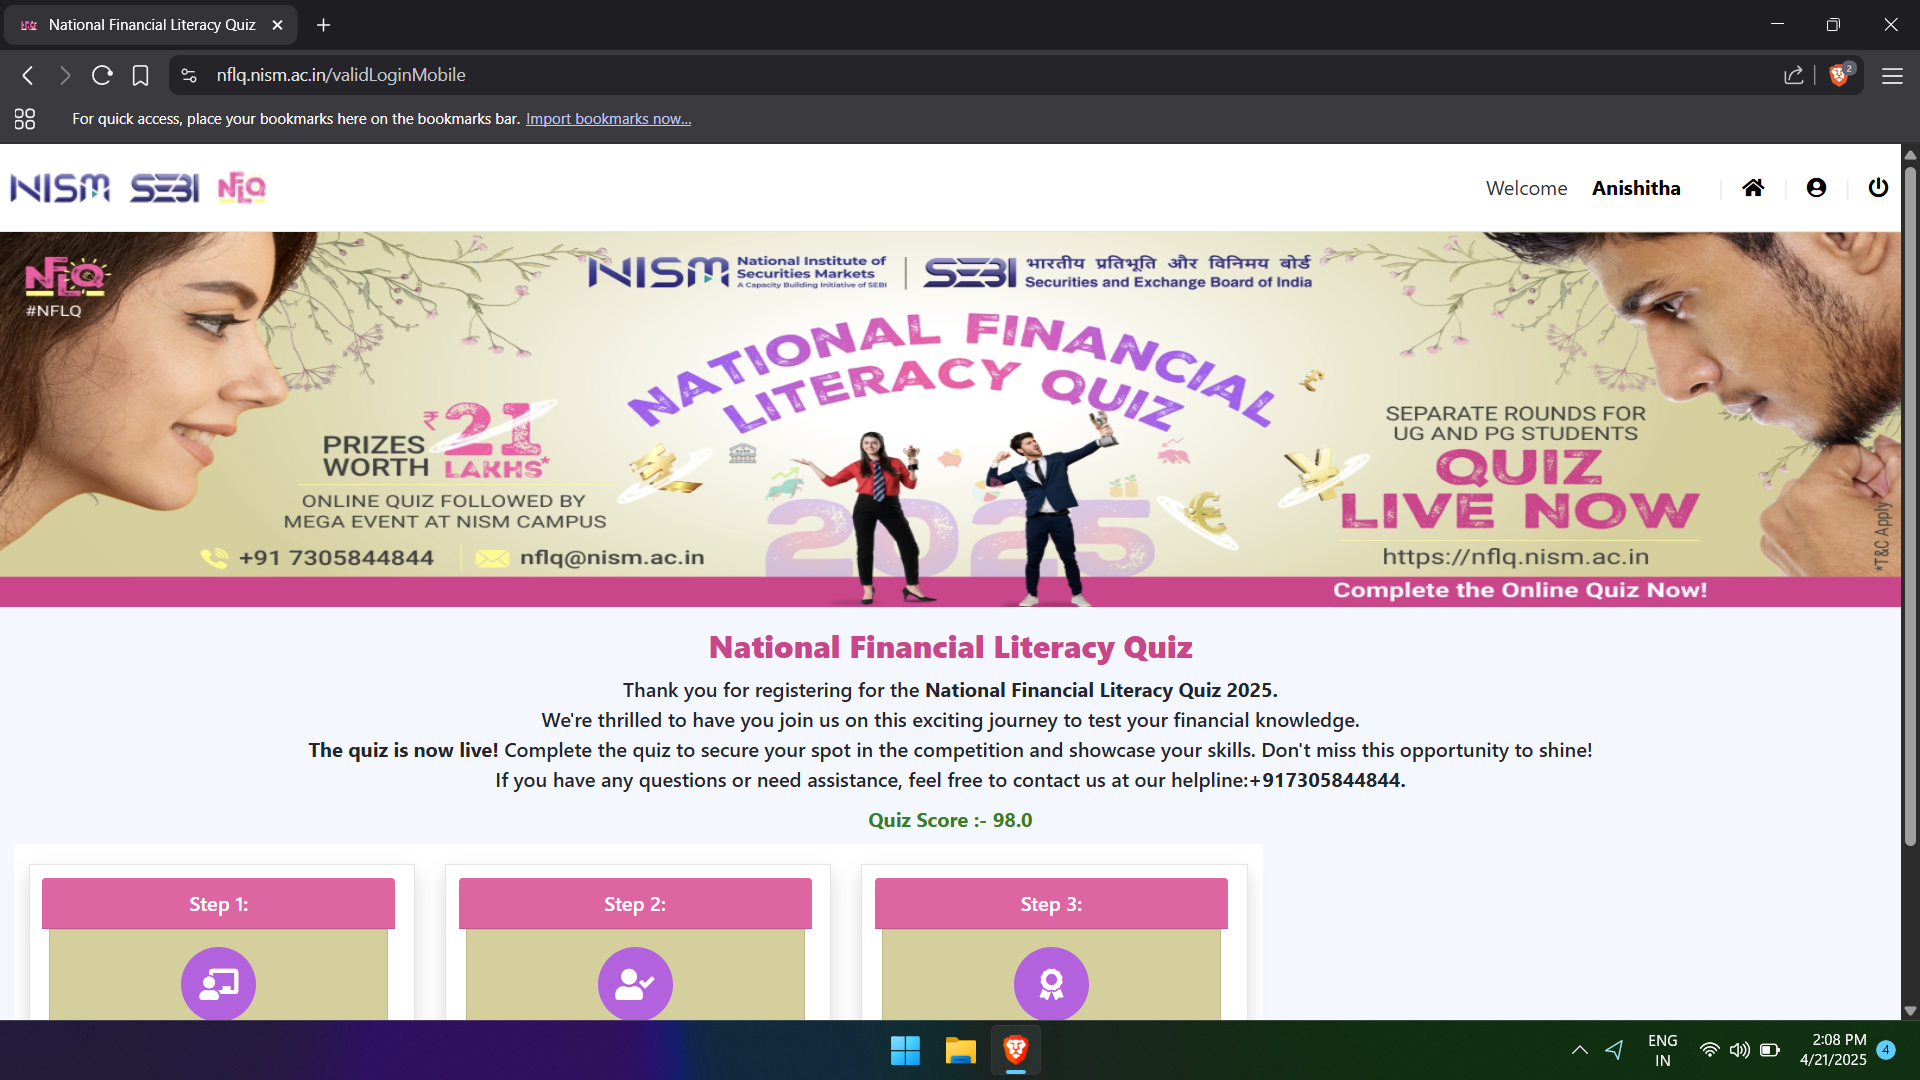 National Financial Literacy Quiz
nflq.nism.ac.in/validLoginMobile
2
For quick access, place your bookmarks here on the bookmarks bar. Import bookmarks now...
NISM SEBI NFLQ
Welcome Anishitha
NFLQ
#NFLQ
NISM National Institute of Securities Markets
A Capacity Building Initiative of SEBI
SEBI भारतीय प्रतिभूति और विनिमय बोर्ड
Securities and Exchange Board of India
NATIONAL FINANCIAL
LITERACY QUIZ
2025
PRIZES WORTH ₹21 LAKHS*
ONLINE QUIZ FOLLOWED BY
MEGA EVENT AT NISM CAMPUS
+91 7305844844 nflq@nism.ac.in
SEPARATE ROUNDS FOR
UG AND PG STUDENTS
QUIZ
LIVE NOW
https://nflq.nism.ac.in
*T&C Apply
Complete the Online Quiz Now!
National Financial Literacy Quiz
Thank you for registering for the National Financial Literacy Quiz 2025.
We're thrilled to have you join us on this exciting journey to test your financial knowledge.
The quiz is now live! Complete the quiz to secure your spot in the competition and showcase your skills. Don't miss this opportunity to shine!
If you have any questions or need assistance, feel free to contact us at our helpline:+917305844844.
Quiz Score :- 98.0
Step 1:
Step 2:
Step 3:
ENG
IN
2:08 PM
4/21/2025
4